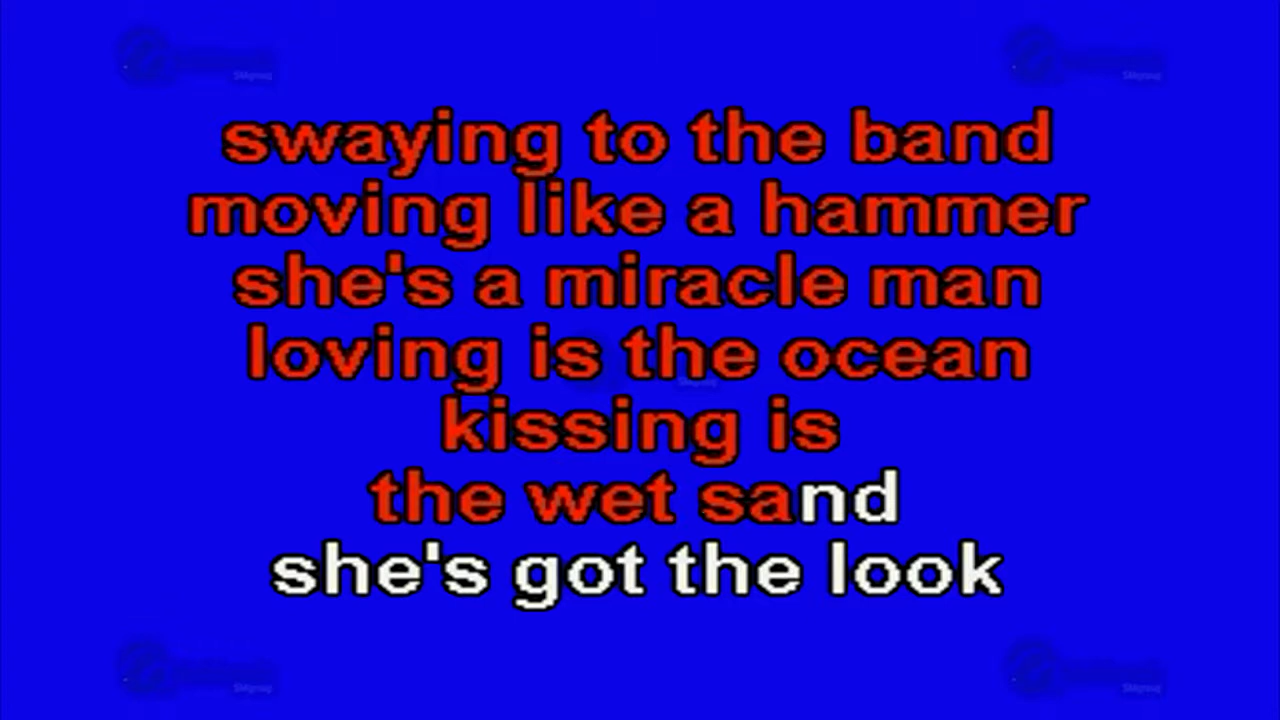 swaying to the band
moving like a hammer
she's a miracle man
loving is the ocean
kissing is
the wet sand
she's got the look